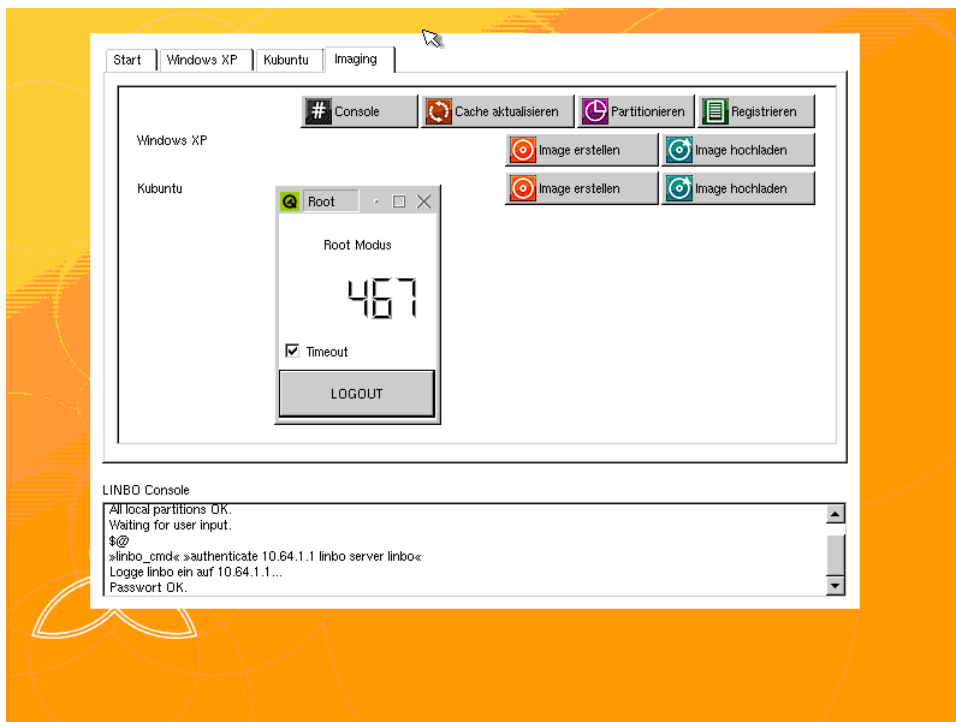 Start Windows XP Kubuntu Imaging
# Console Cache aktualisieren Partitionieren Registrieren
Windows XP Image erstellen Image hochladen
Kubuntu Image erstellen Image hochladen
Root
Root Modus
467
Timeout
LOGOUT
LINBO Console
All local partitions OK.
Waiting for user input.
$@
»linbo_cmd« »authenticate 10.64.1.1 linbo server linbo«
Logge linbo ein auf 10.64.1.1...
Passwort OK.